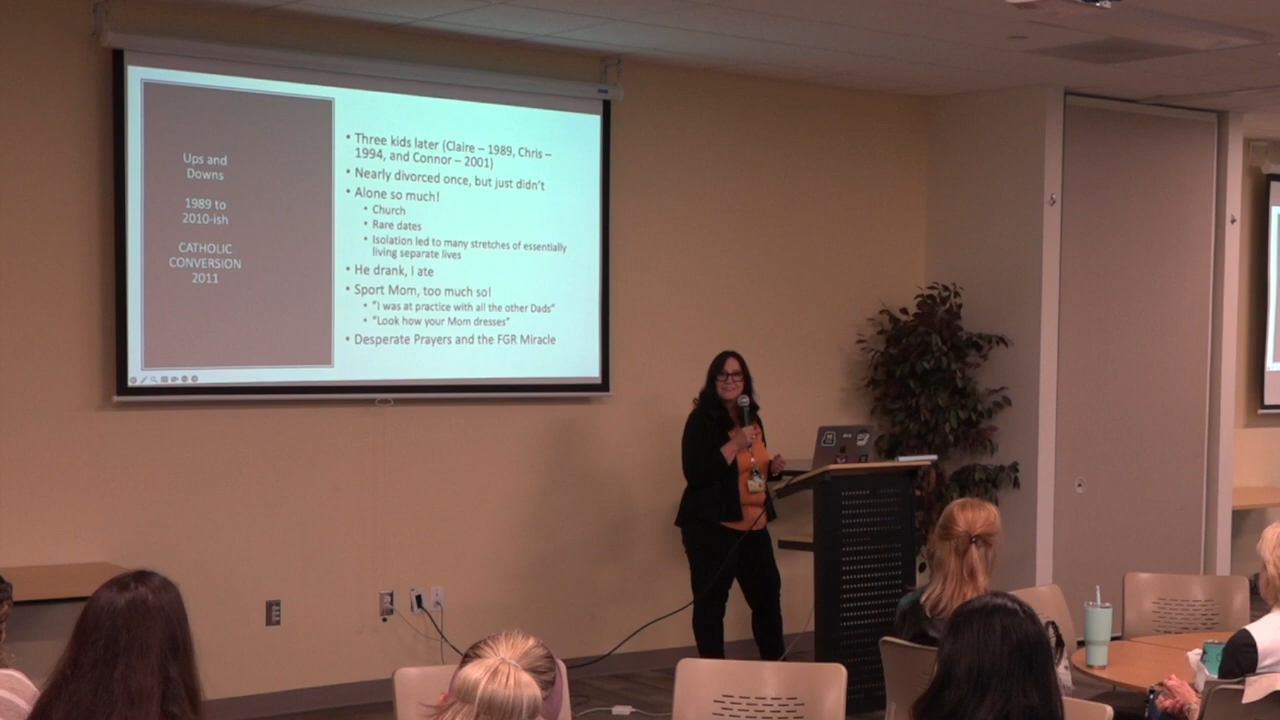 Ups and
Downs
1989 to
2010-ish
CATHOLIC
CONVERSION
2011
• Three kids later (Claire – 1989, Chris –
1994, and Connor – 2001)
• Nearly divorced once, but just didn't
• Alone so much!
• Church
• Rare dates
• Isolation led to many stretches of essentially
living separate lives
• He drank, I ate
• Sport Mom, too much so!
• "I was at practice with all the other Dads"
• "Look how your Mom dresses"
• Desperate Prayers and the FGR Miracle